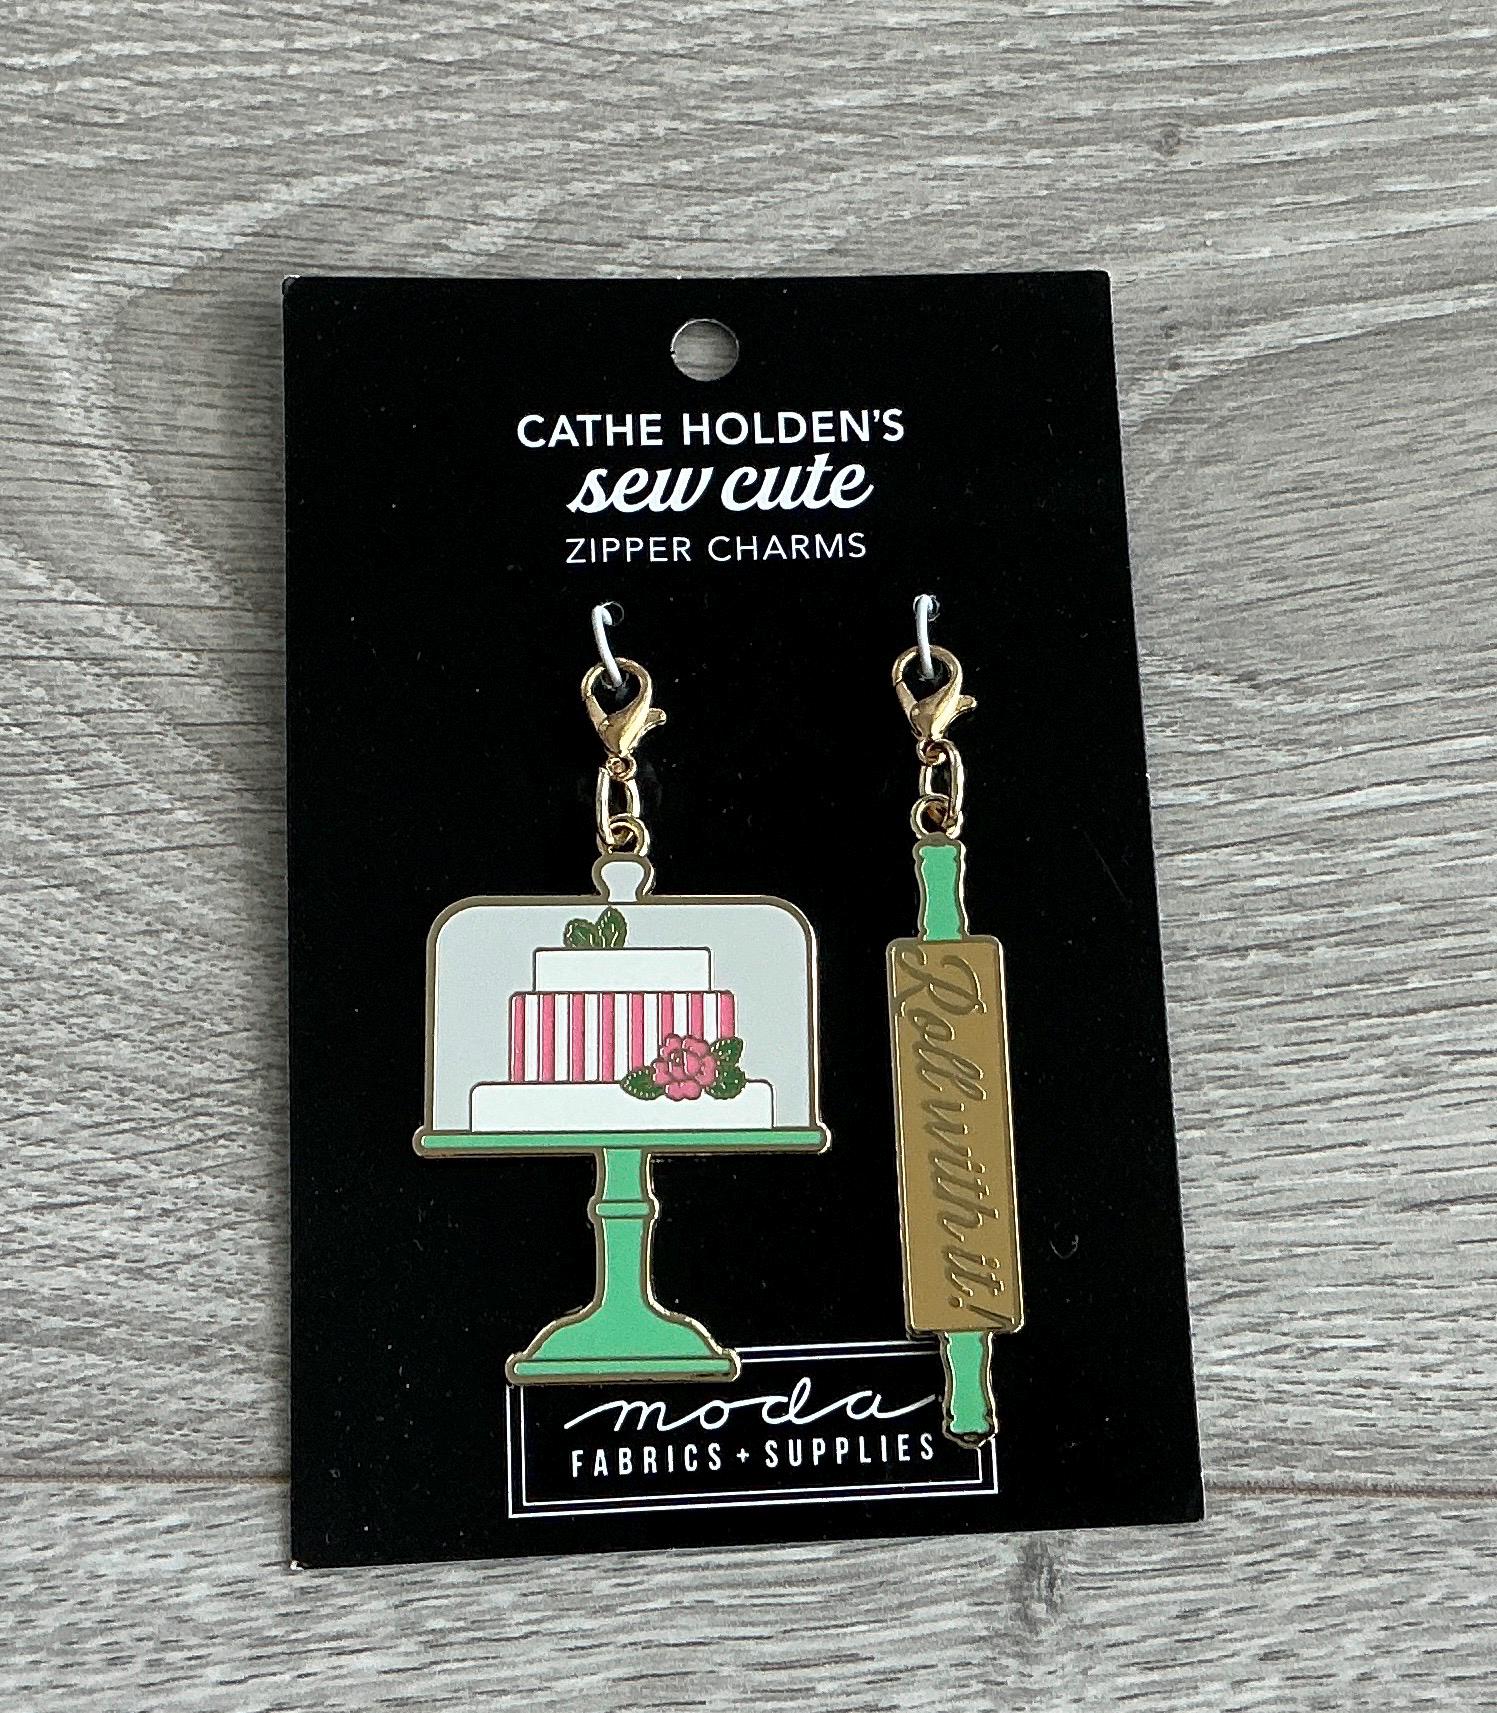 CATHE HOLDEN'S
sew cute
ZIPPER CHARMS
Roll with it!
moda
FABRICS + SUPPLIES